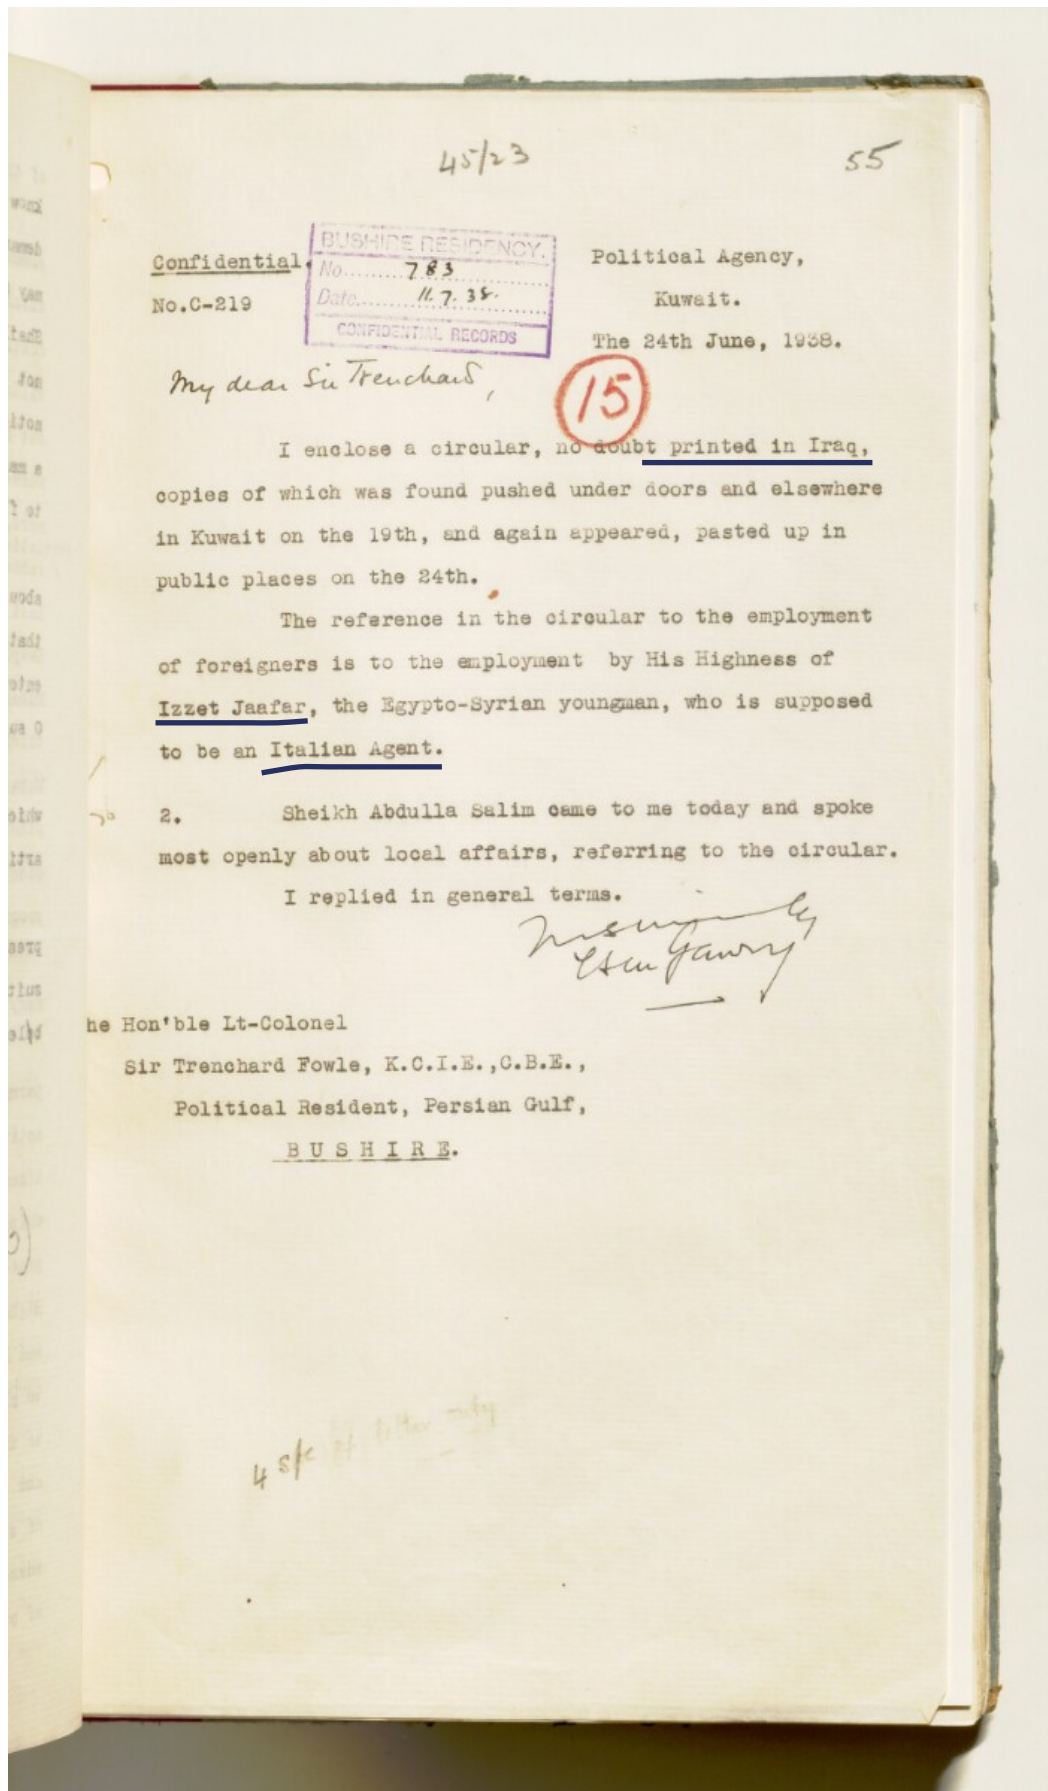 45/23
55
Confidential.
BUSHIRE RESIDENCY.
No. 783
Date 11.7.38.
CONFIDENTIAL RECORDS
Political Agency,
No.C-219
Kuwait.
The 24th June, 1938.
My dear Sir Trenchard,
15
I enclose a circular, no doubt printed in Iraq,
copies of which was found pushed under doors and elsewhere
in Kuwait on the 19th, and again appeared, pasted up in
public places on the 24th.
The reference in the circular to the employment
of foreigners is to the employment by His Highness of
Izzet Jaafar, the Egypto-Syrian youngman, who is supposed
to be an Italian Agent.
2. Sheikh Abdulla Salim came to me today and spoke
most openly about local affairs, referring to the circular.
I replied in general terms.
he Hon'ble Lt-Colonel
Sir Trenchard Fowle, K.C.I.E.,C.B.E.,
Political Resident, Persian Gulf,
BUSHIRE.
4 s/c of letter only